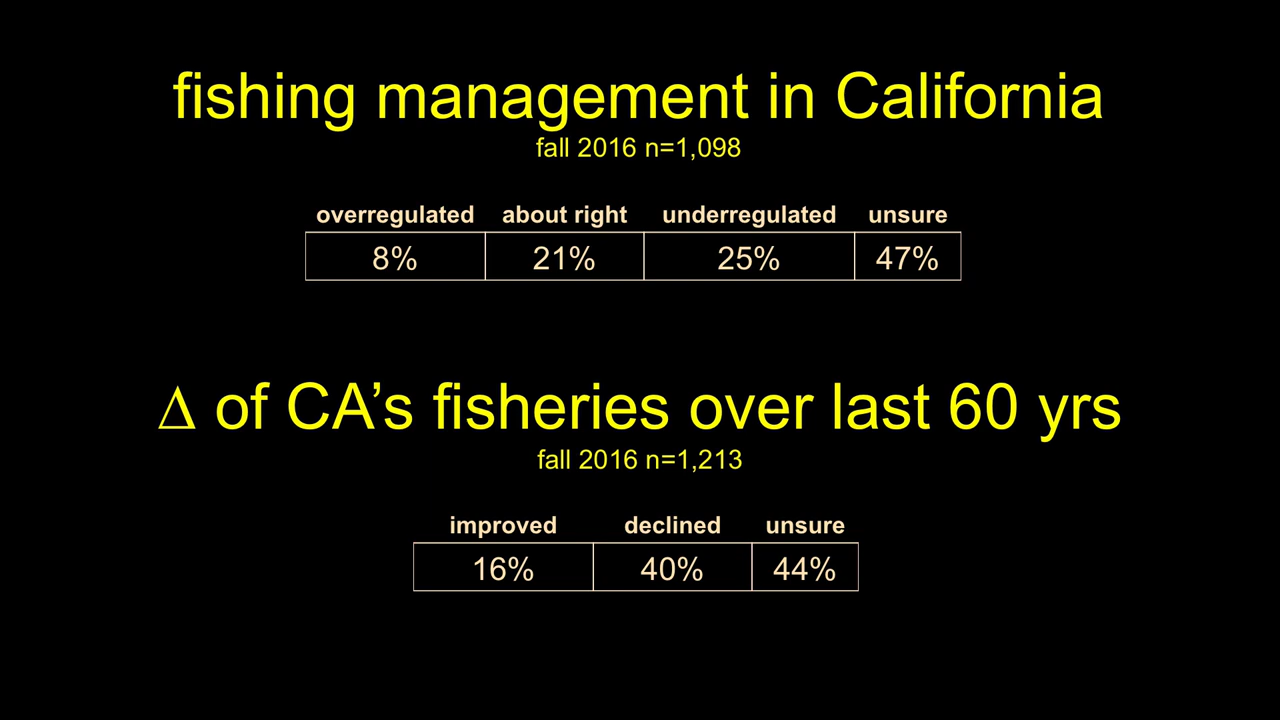 fishing management in California
fall 2016 n=1,098
overregulated about right underregulated unsure
8% 21% 25% 47%
Δ of CA’s fisheries over last 60 yrs
fall 2016 n=1,213
improved declined unsure
16% 40% 44%